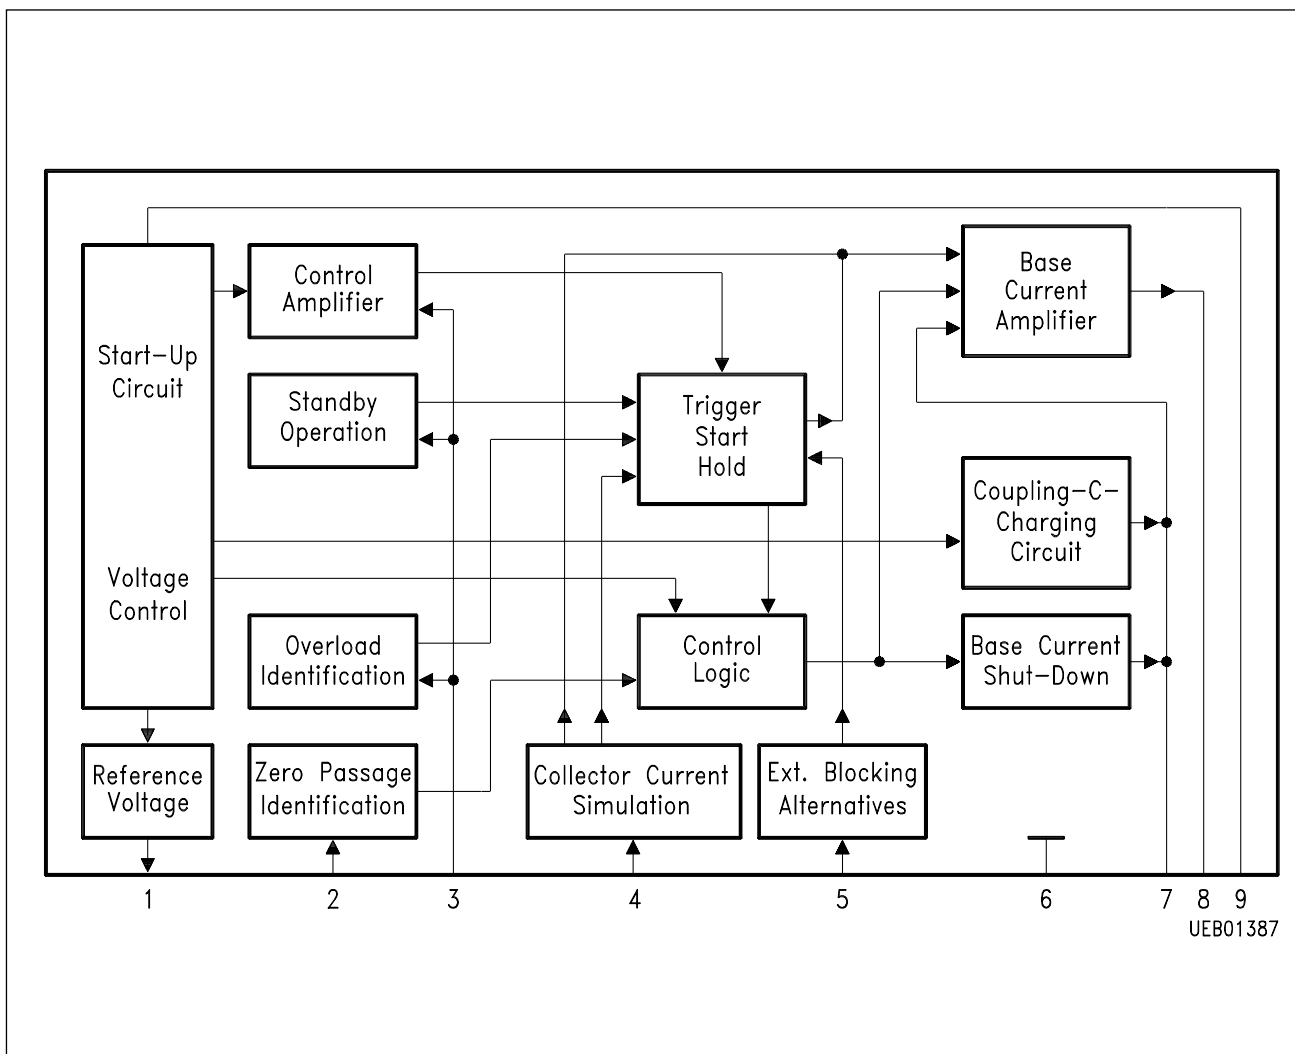 Control
Amplifier
Base
Current
Amplifier
Start-Up
Circuit
Standby
Operation
Trigger
Start
Hold
Coupling-C-
Charging
Circuit
Voltage
Control
Overload
Identification
Control
Logic
Base Current
Shut-Down
Reference
Voltage
Zero Passage
Identification
Collector Current
Simulation
Ext. Blocking
Alternatives
1 2 3 4 5 6 7 8 9
UEB01387